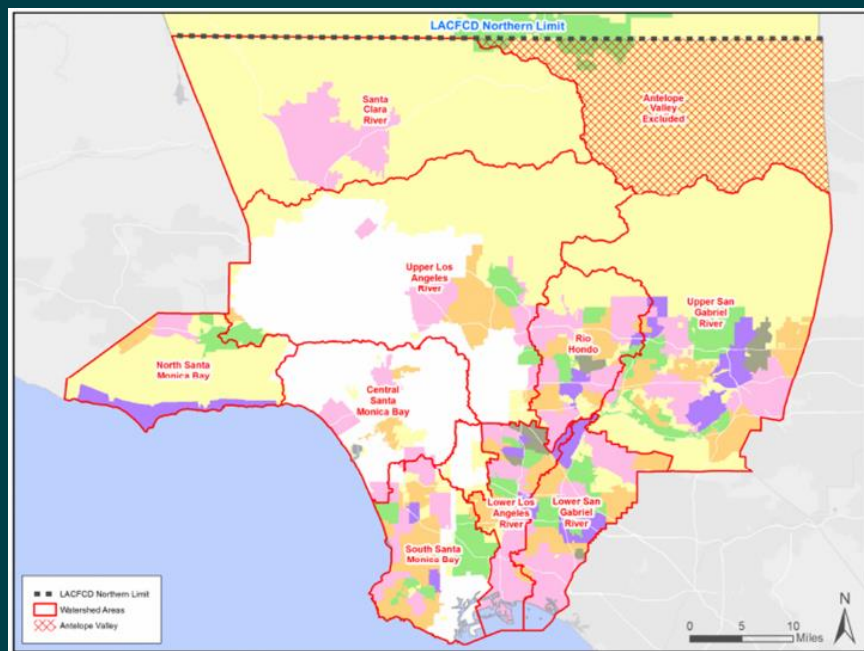 LACFCD Northern Limit
Santa
Clara
River
Antelope
Valley
Excluded
Upper Los
Angeles
River
Upper San
Gabriel
River
Rio
Hondo
North Santa
Monica Bay
Central
Santa
Monica Bay
Lower Los
Angeles
River
Lower San
Gabriel
River
South Santa
Monica Bay
LACFCD Northern Limit
Watershed Areas
Antelope Valley
N
0 5 10
Miles